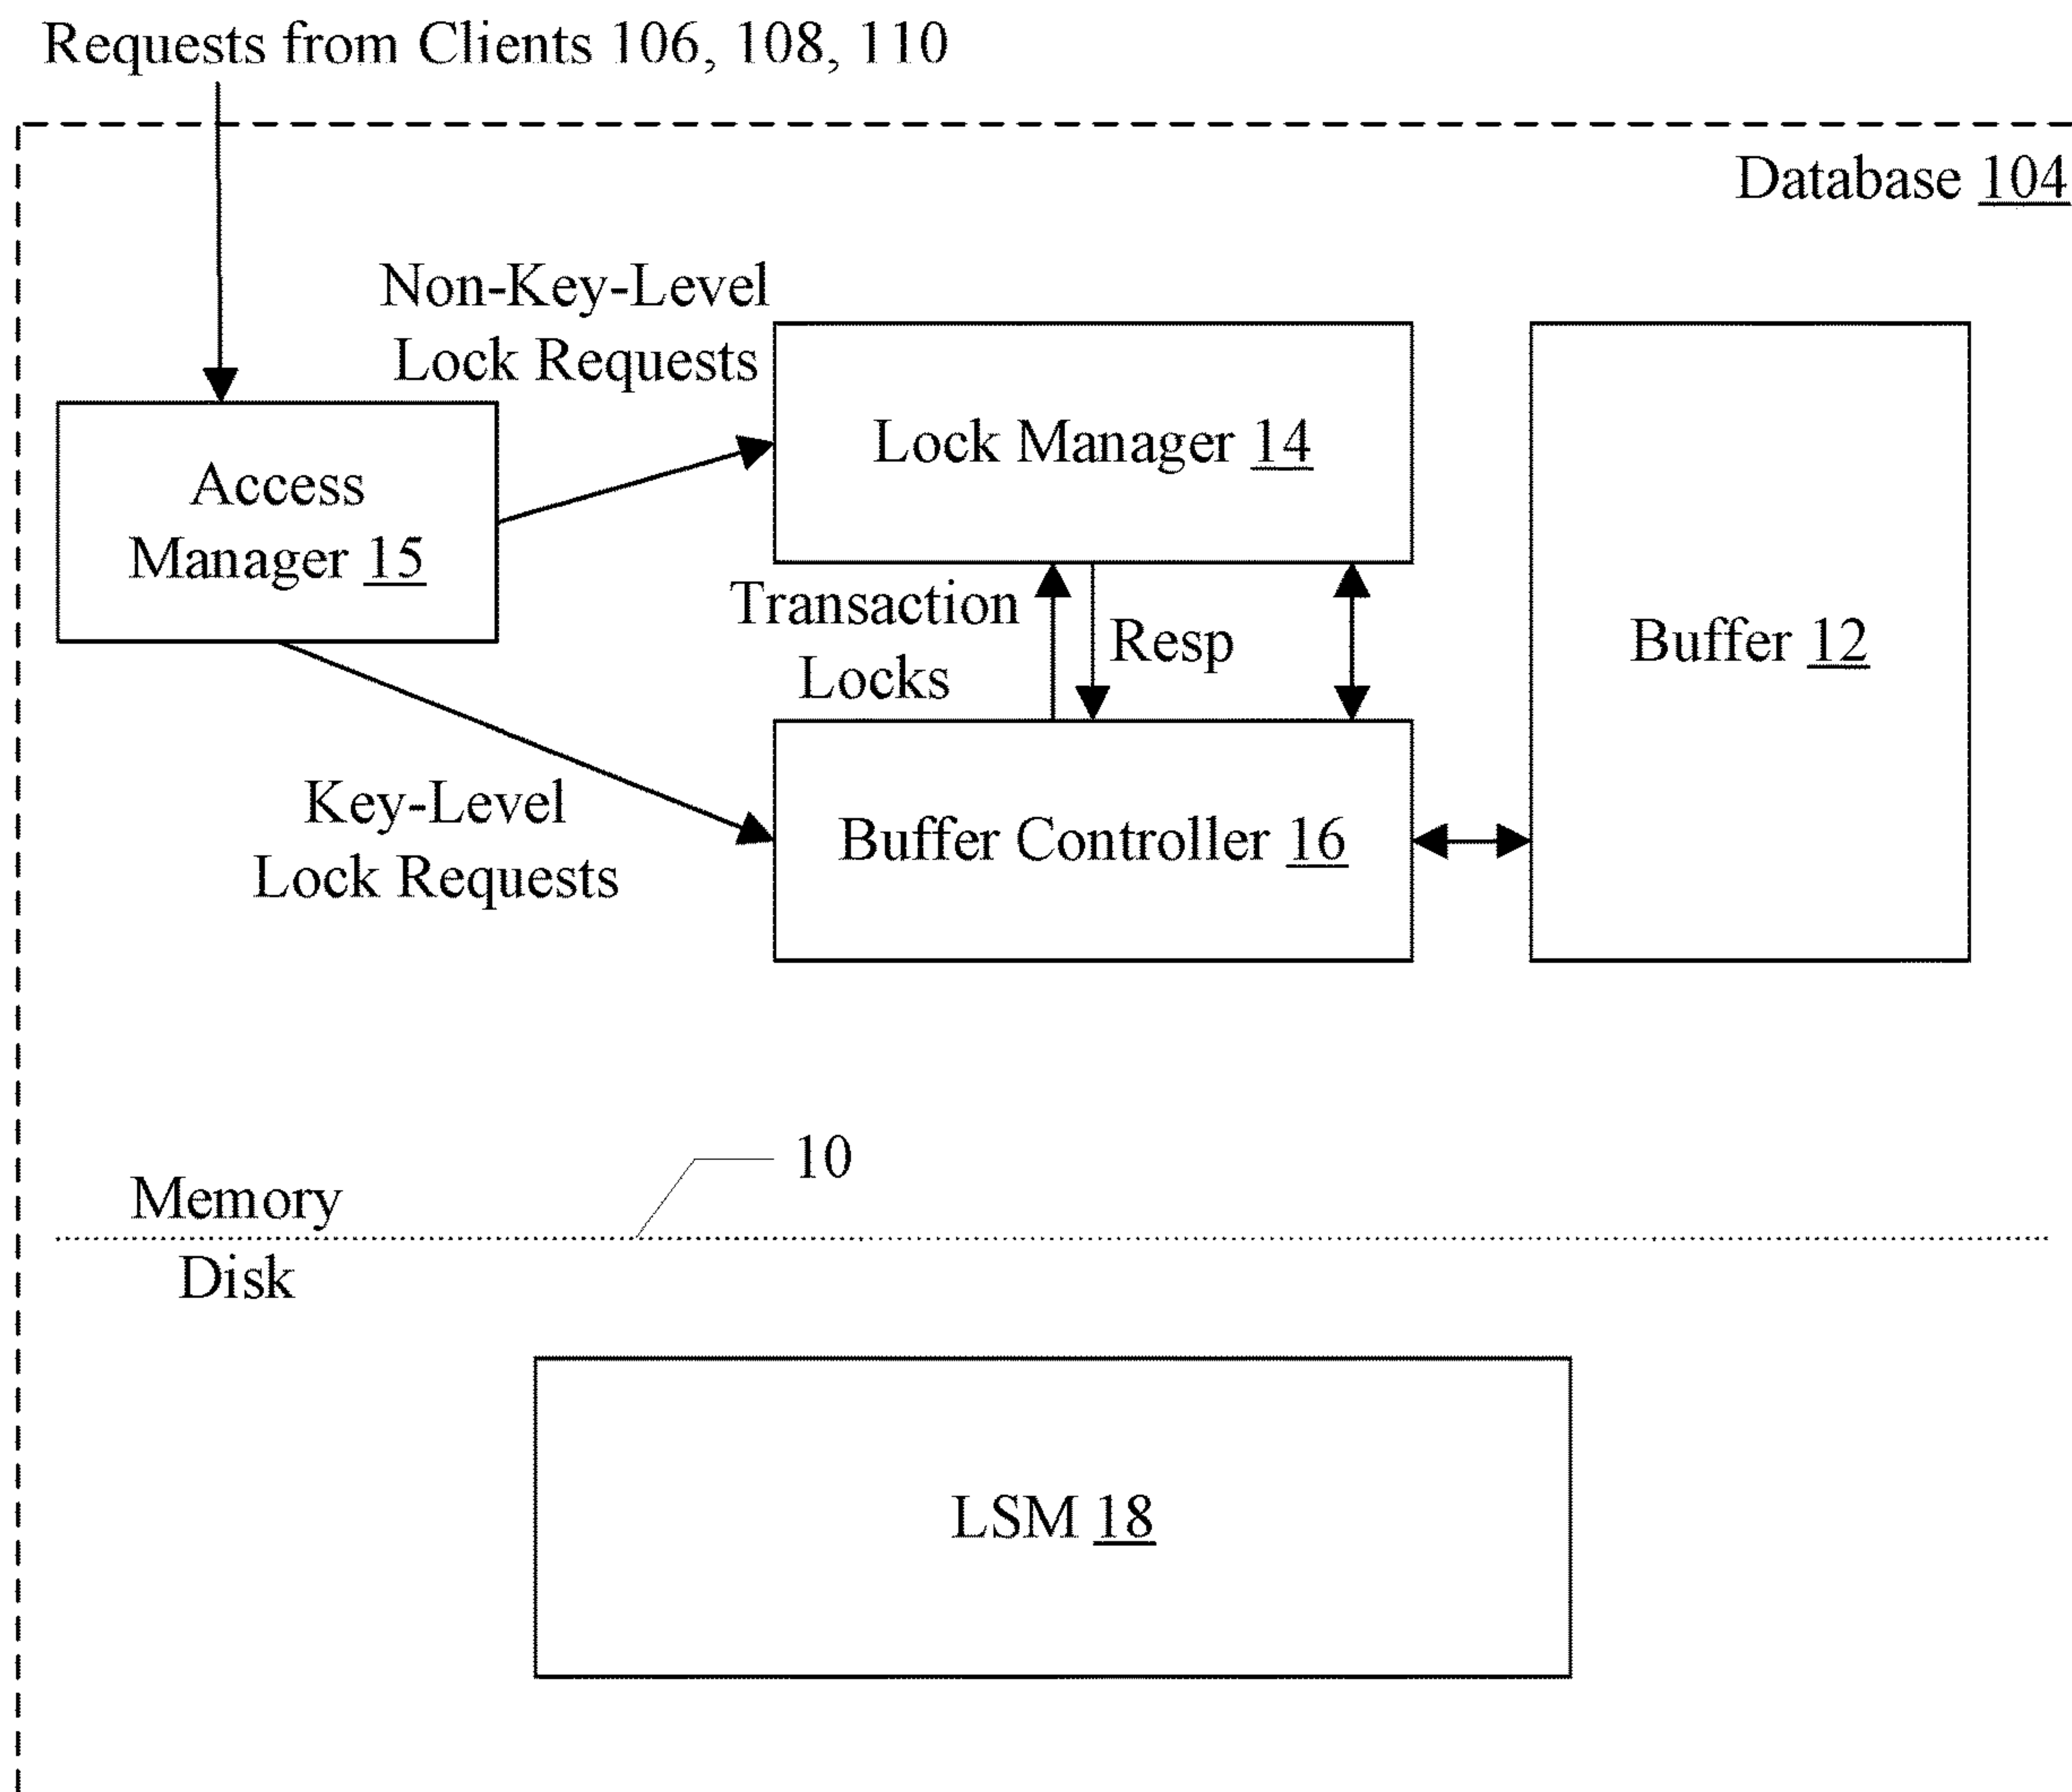 Requests from Clients 106, 108, 110
Database 104
Non-Key-Level
Lock Requests
Lock Manager 14
Access
Manager 15
Transaction
Locks
Resp
Buffer 12
Key-Level
Lock Requests
Buffer Controller 16
10
Memory
Disk
LSM 18